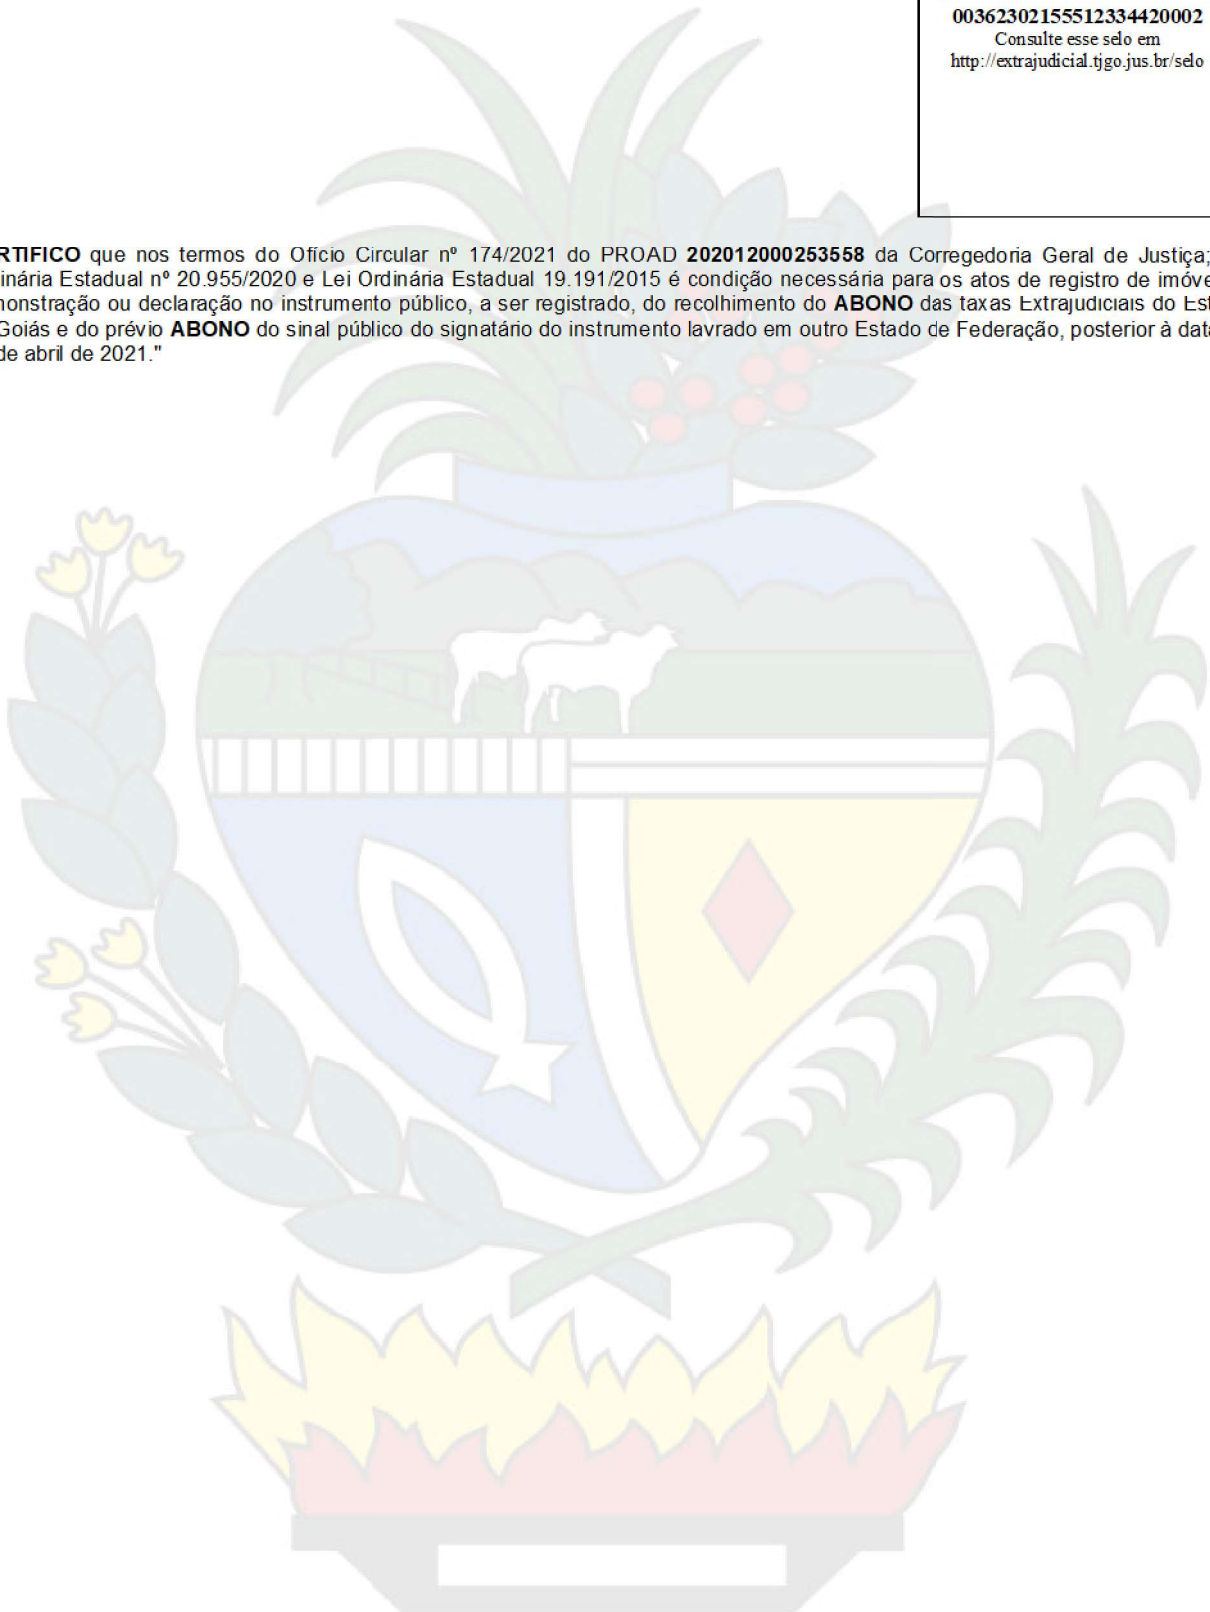 00362302155512334420002
Consulte esse selo em
http://extrajudicial.tjgo.jus.br/selo
RTIFICO que nos termos do Ofício Circular nº 174/2021 do PROAD 202012000253558 da Corregedoria Geral de Justiça;
inária Estadual nº 20.955/2020 e Lei Ordinária Estadual 19.191/2015 é condição necessária para os atos de registro de imóve
nonstração ou declaração no instrumento público, a ser registrado, do recolhimento do ABONO das taxas Extrajudiciais do Est
Goiás e do prévio ABONO do sinal público do signatário do instrumento lavrado em outro Estado de Federação, posterior à data
de abril de 2021."